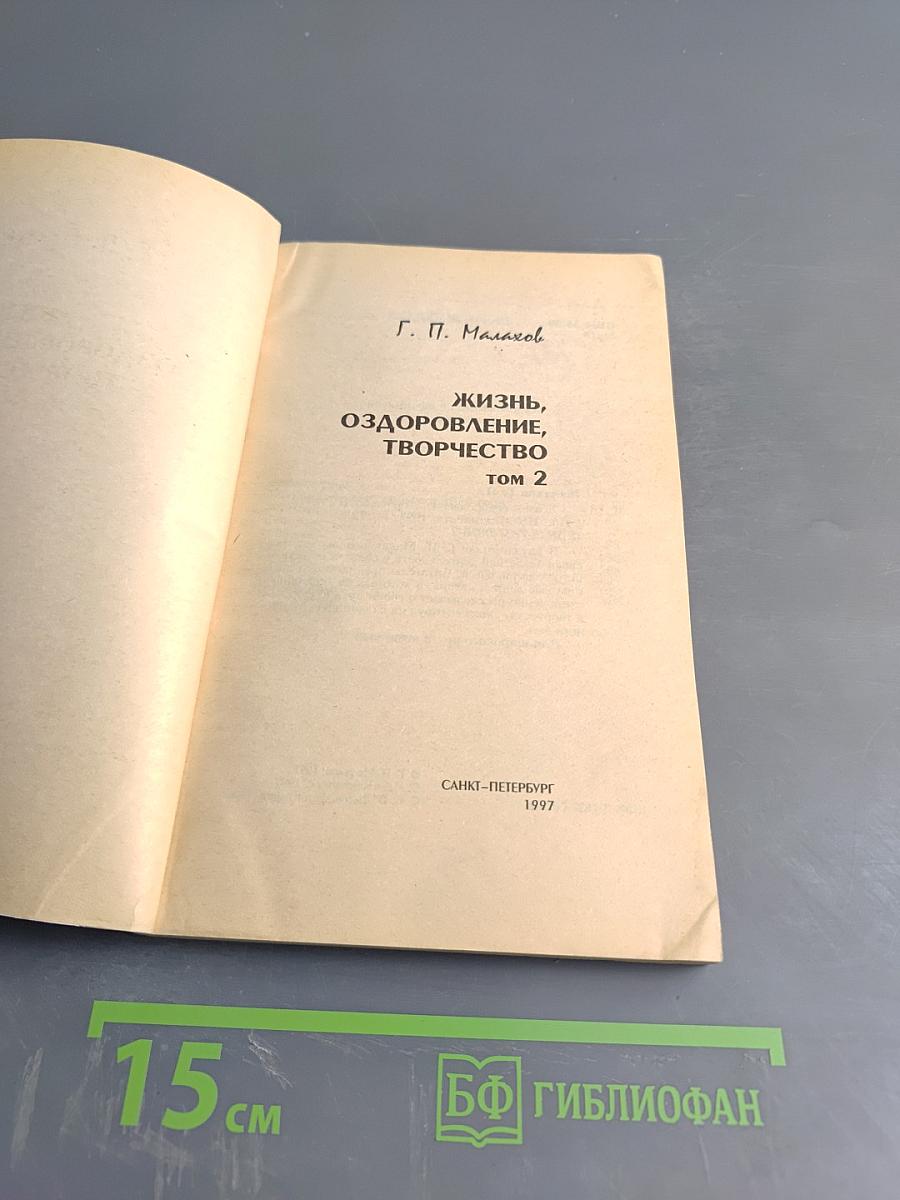 Г. П. Малахов
ЖИЗНЬ,
ОЗДОРОВЛЕНИЕ,
ТВОРЧЕСТВО
том 2
САНКТ–ПЕТЕРБУРГ
1997
15 см
БФ ГИБЛИОФАН